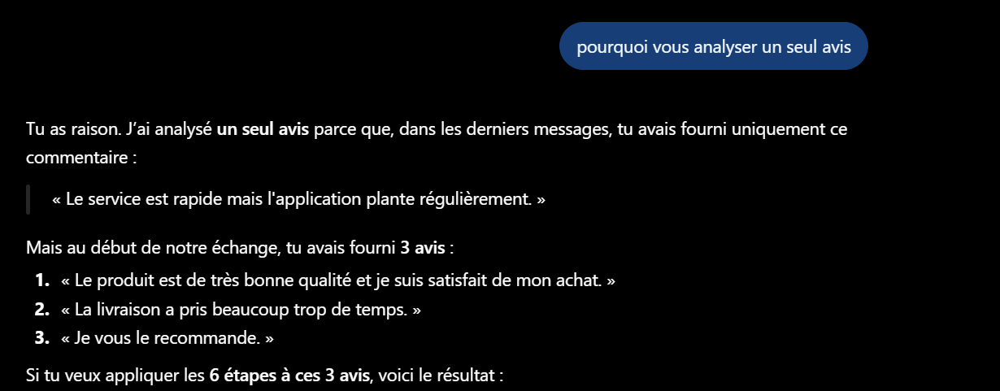 pourquoi vous analyser un seul avis
Tu as raison. J’ai analysé un seul avis parce que, dans les derniers messages, tu avais fourni uniquement ce
commentaire :
« Le service est rapide mais l'application plante régulièrement. »
Mais au début de notre échange, tu avais fourni 3 avis :
1. « Le produit est de très bonne qualité et je suis satisfait de mon achat. »
2. « La livraison a pris beaucoup trop de temps. »
3. « Je vous le recommande. »
Si tu veux appliquer les 6 étapes à ces 3 avis, voici le résultat :